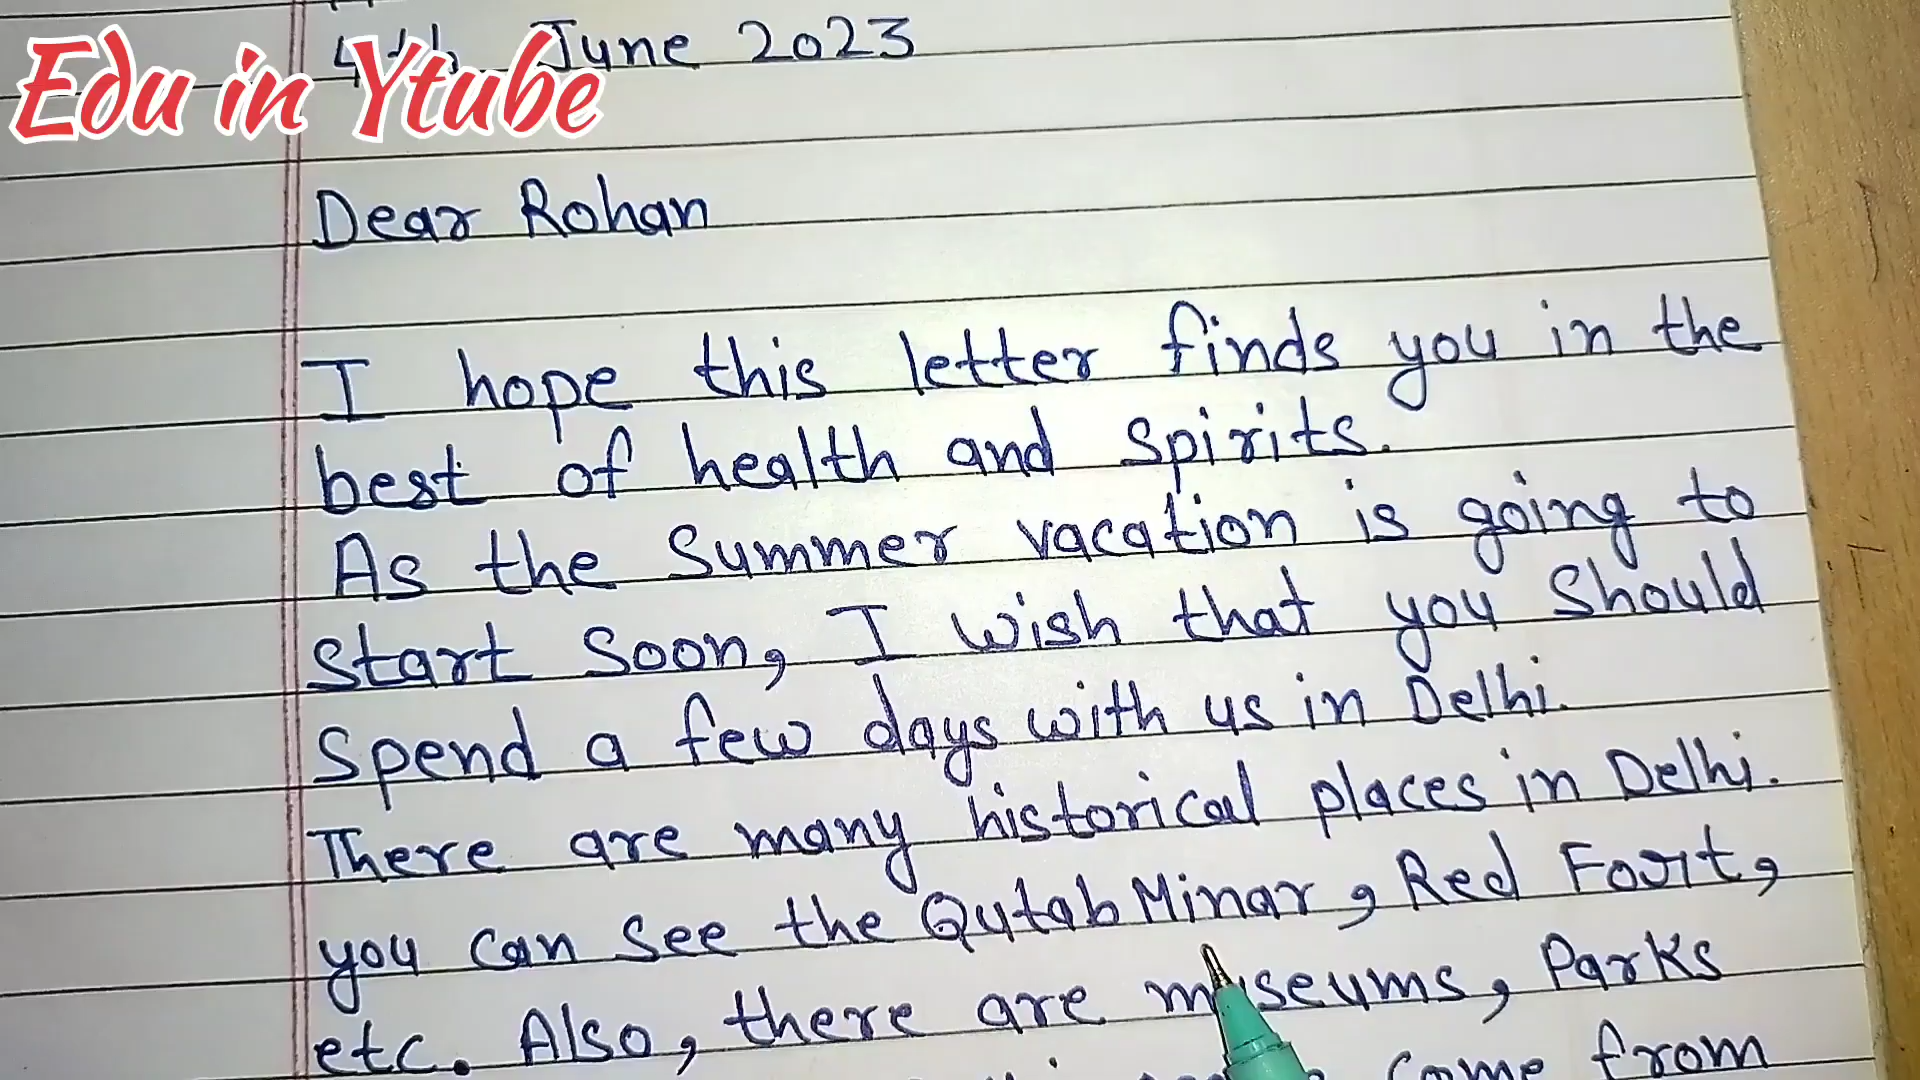 4th June 2023
Edu in Ytube
Dear Rohan
I hope this letter finds you in the
best of health and Spirits.
As the Summer vacation is going to
start Soon, I wish that you Should
Spend a few days with us in Delhi.
There are many historical places in Delhi.
you can see the Qutab Minar, Red Fort,
etc. Also, there are museums, Parks
come from